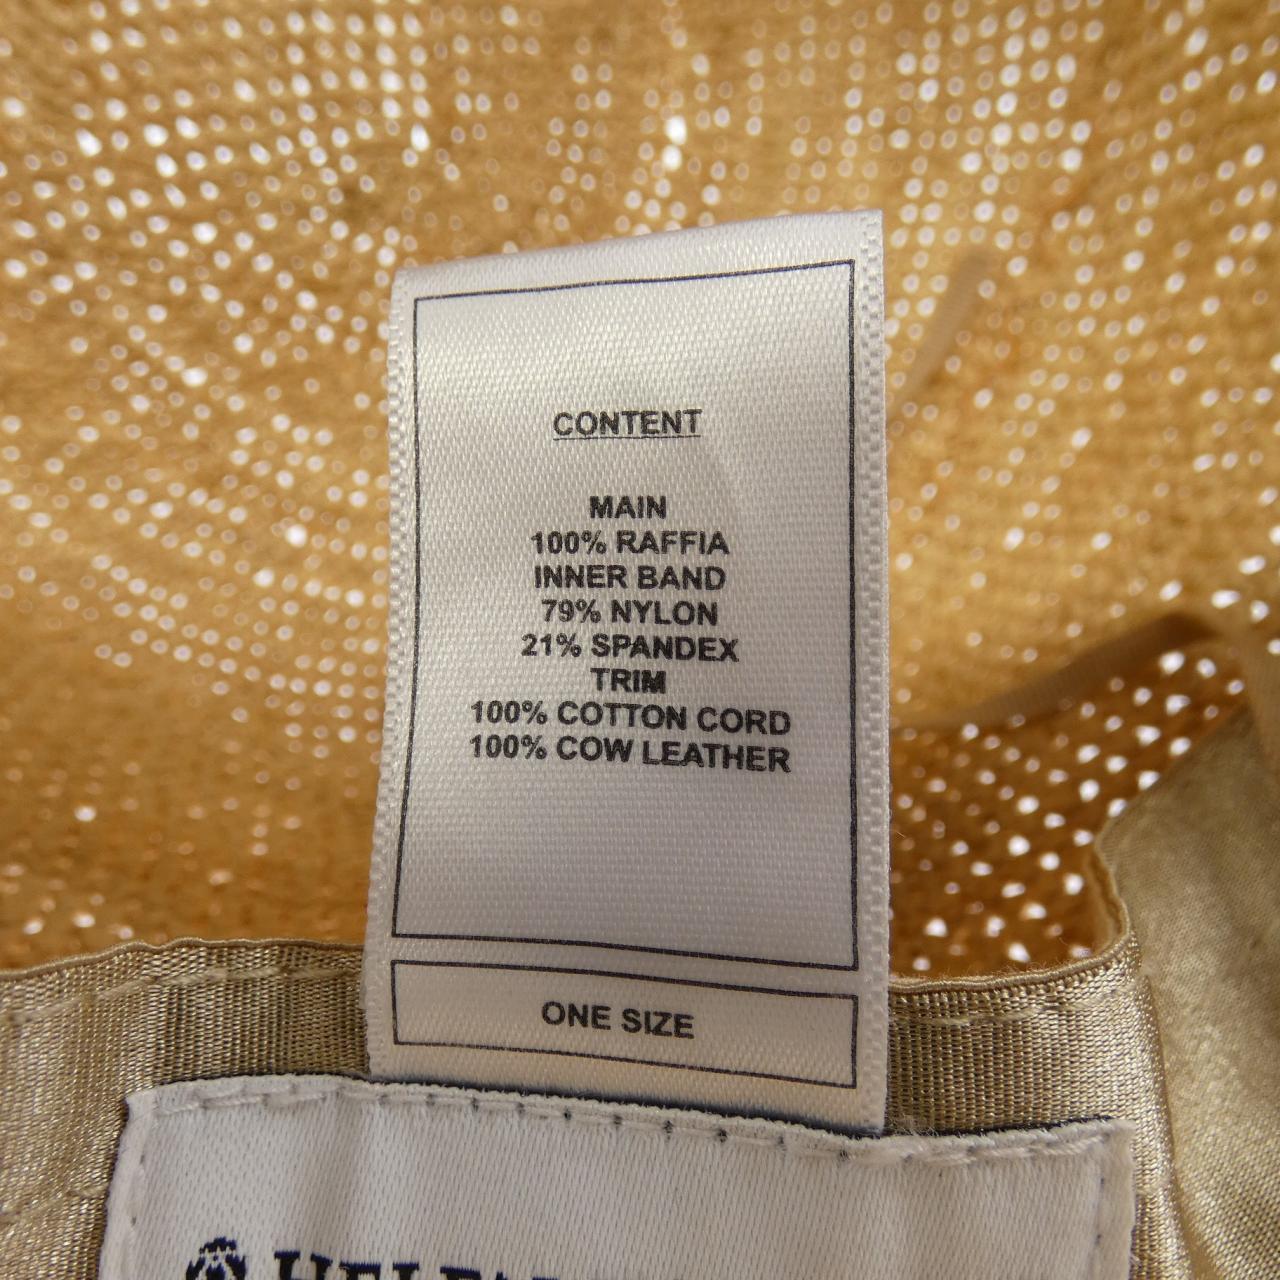 CONTENT
MAIN
100% RAFFIA
INNER BAND
79% NYLON
21% SPANDEX
TRIM
100% COTTON CORD
100% COW LEATHER
ONE SIZE